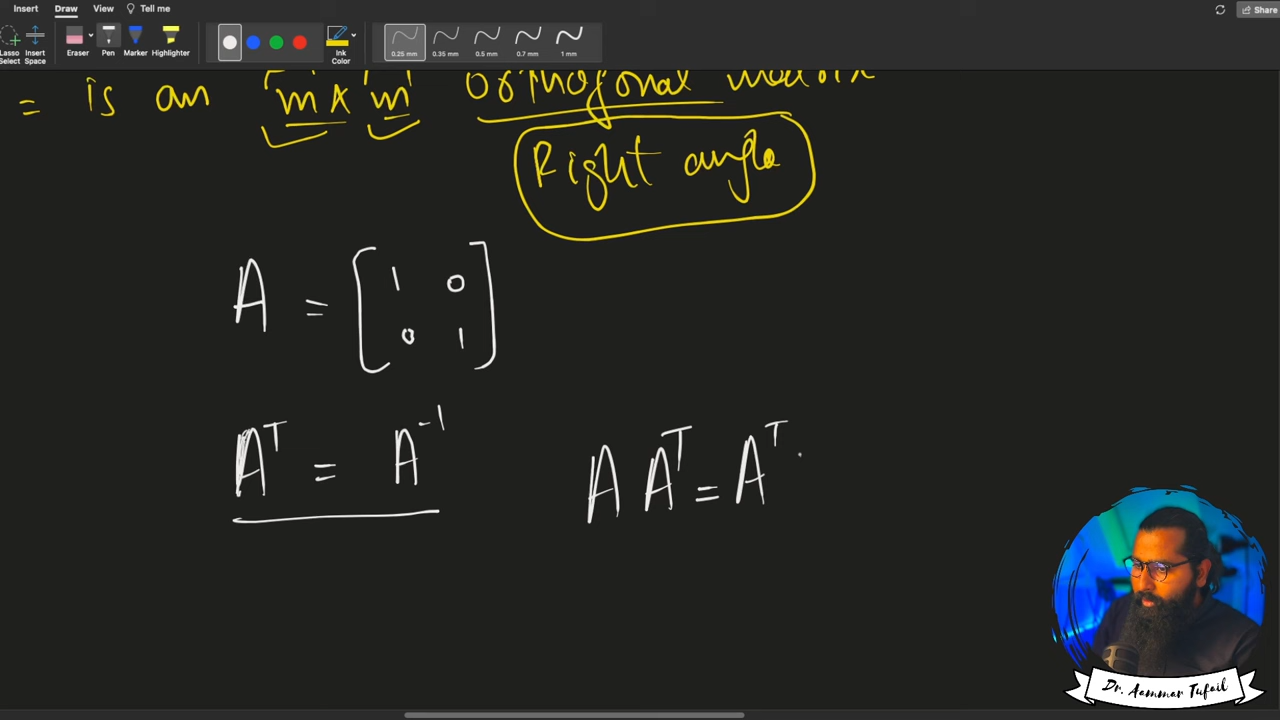 Insert Draw View Tell me
Share
Lasso Select
Insert Space
Eraser
Pen
Marker
Highlighter
Ink Color
0.25 mm
0.35 mm
0.5 mm
0.7 mm
1 mm
= is an m x m orthogonal matrix
Right angle
A = [ 1 0
0 1 ]
Aᵀ = A⁻¹
A Aᵀ = Aᵀ
Dr. Aammar Tufail